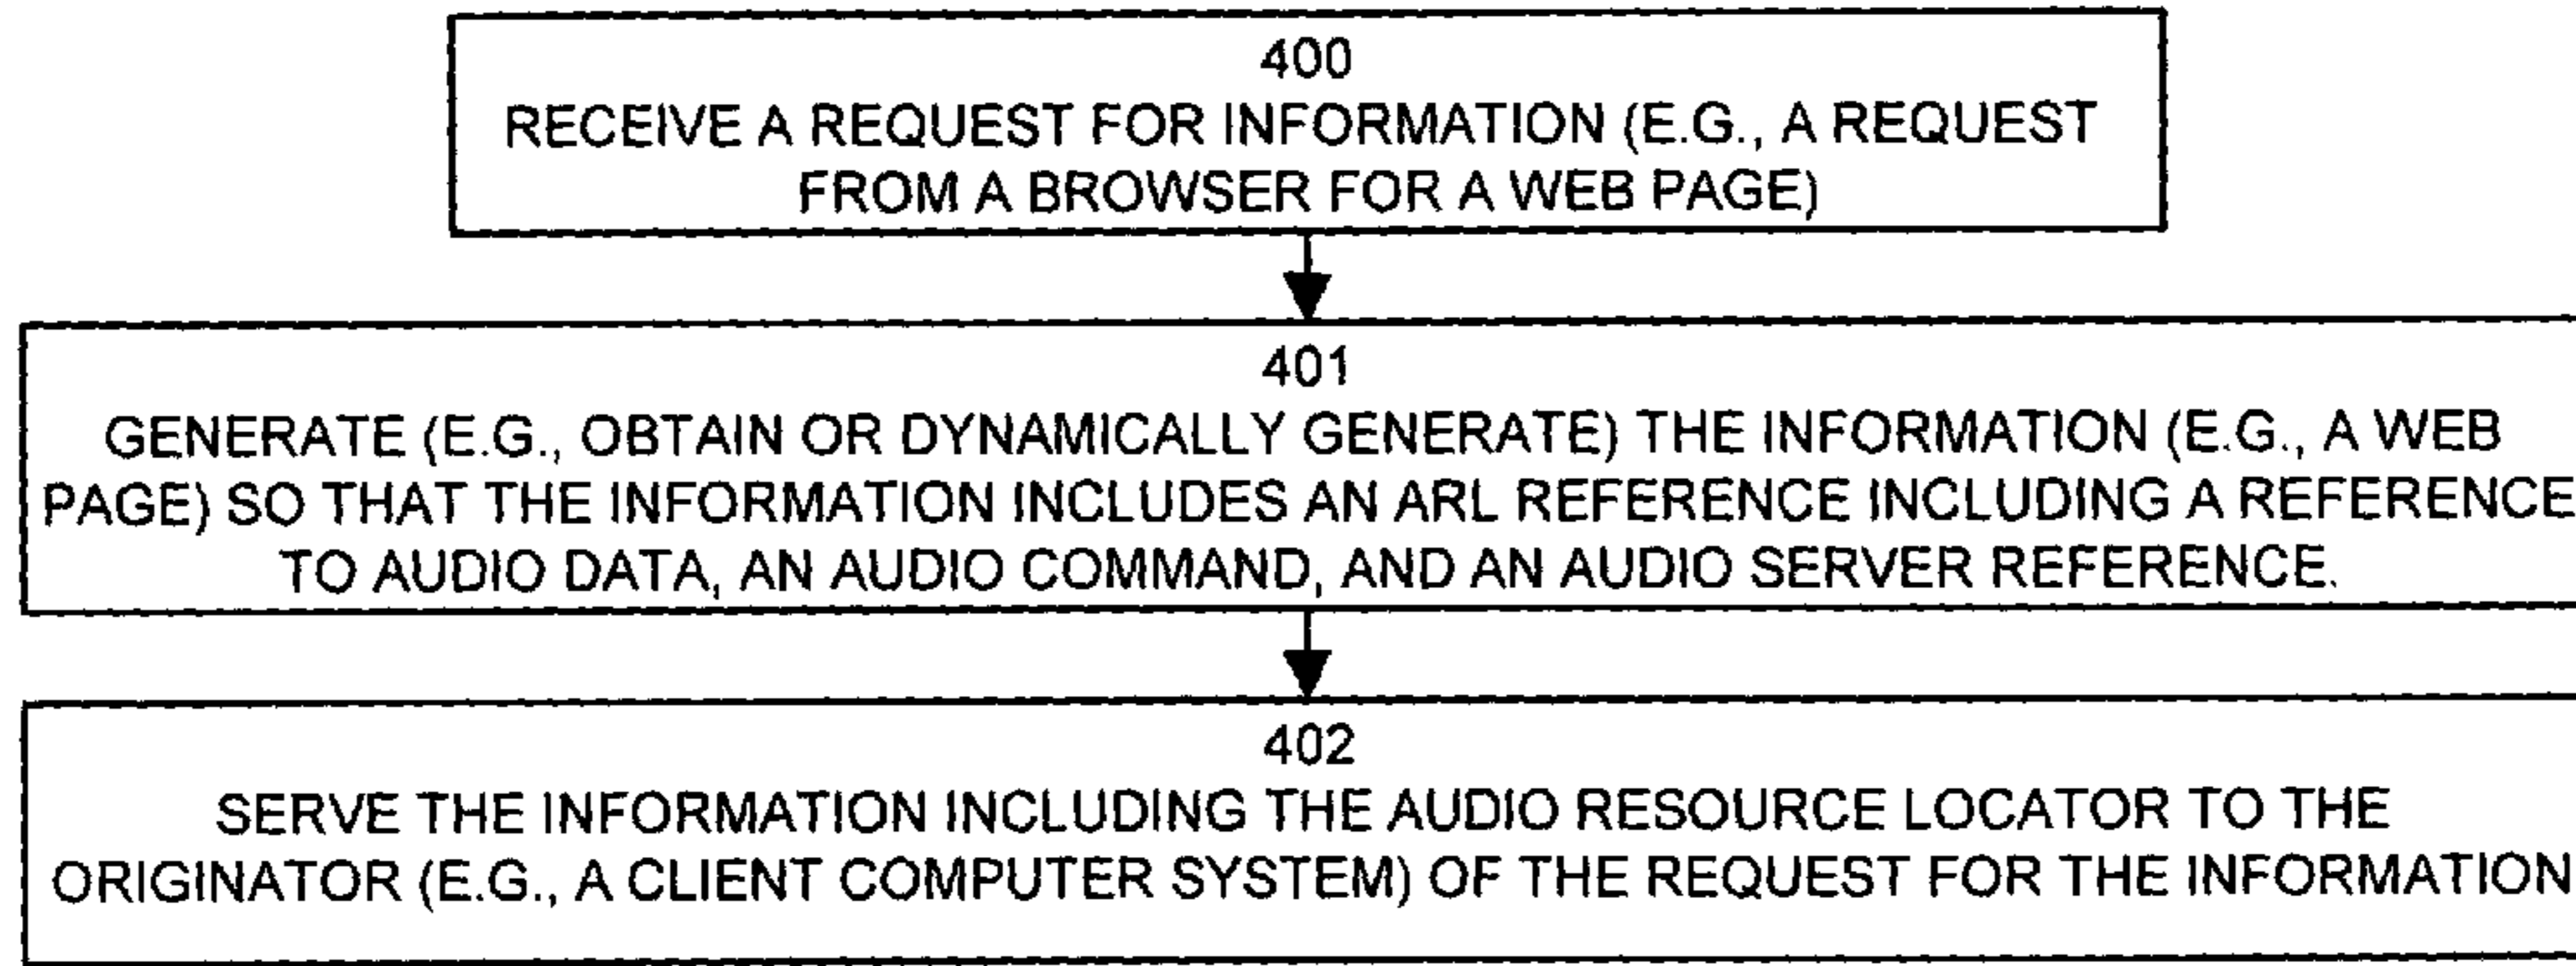 400
RECEIVE A REQUEST FOR INFORMATION (E.G., A REQUEST
FROM A BROWSER FOR A WEB PAGE)
401
GENERATE (E.G., OBTAIN OR DYNAMICALLY GENERATE) THE INFORMATION (E.G., A WEB
PAGE) SO THAT THE INFORMATION INCLUDES AN ARL REFERENCE INCLUDING A REFERENCE
TO AUDIO DATA, AN AUDIO COMMAND, AND AN AUDIO SERVER REFERENCE.
402
SERVE THE INFORMATION INCLUDING THE AUDIO RESOURCE LOCATOR TO THE
ORIGINATOR (E.G., A CLIENT COMPUTER SYSTEM) OF THE REQUEST FOR THE INFORMATION